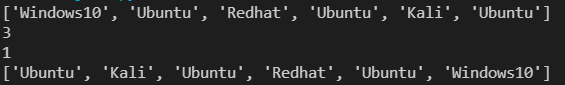 ['Windows10', 'Ubuntu', 'Redhat', 'Ubuntu', 'Kali', 'Ubuntu']
3
1
['Ubuntu', 'Kali', 'Ubuntu', 'Redhat', 'Ubuntu', 'Windows10']